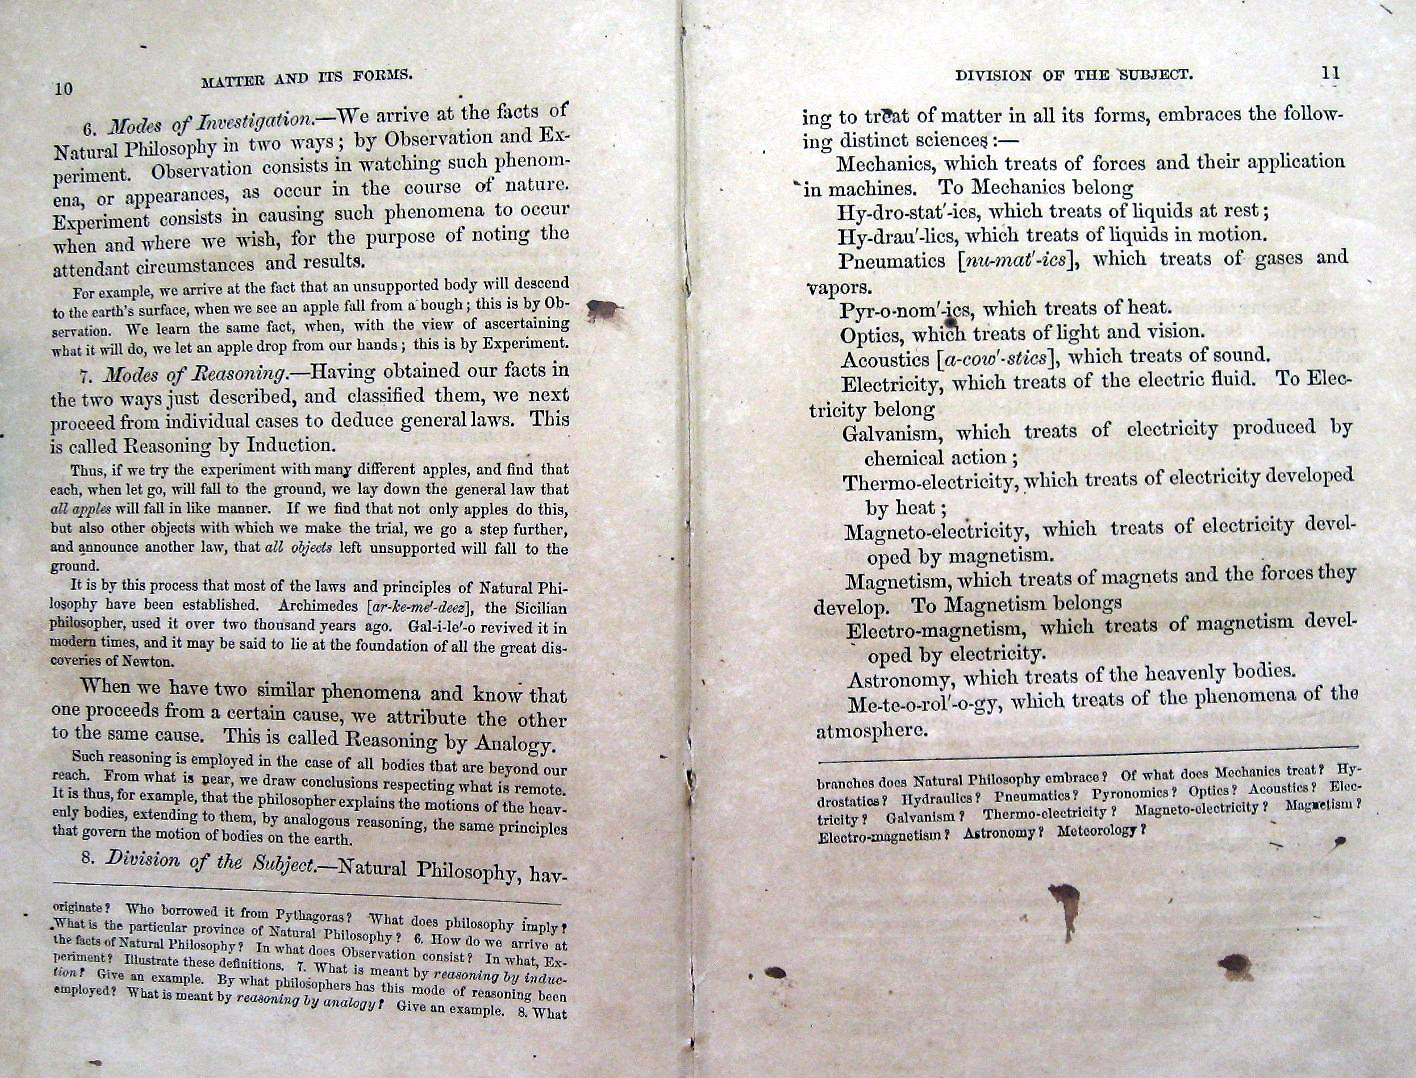 10 MATTER AND ITS FORMS.
6. Modes of Investigation.—We arrive at the facts of
Natural Philosophy in two ways; by Observation and Ex-
periment. Observation consists in watching such phenom-
ena, or appearances, as occur in the course of nature.
Experiment consists in causing such phenomena to occur
when and where we wish, for the purpose of noting the
attendant circumstances and results.
For example, we arrive at the fact that an unsupported body will descend
to the earth's surface, when we see an apple fall from a bough; this is by Ob-
servation. We learn the same fact, when, with the view of ascertaining
what it will do, we let an apple drop from our hands; this is by Experiment.
7. Modes of Reasoning.—Having obtained our facts in
the two ways just described, and classified them, we next
proceed from individual cases to deduce general laws. This
is called Reasoning by Induction.
Thus, if we try the experiment with many different apples, and find that
each, when let go, will fall to the ground, we lay down the general law that
all apples will fall in like manner. If we find that not only apples do this,
but also other objects with which we make the trial, we go a step further,
and announce another law, that all objects left unsupported will fall to the
ground.
It is by this process that most of the laws and principles of Natural Phi-
losophy have been established. Archimedes [ar-ke-me'-deez], the Sicilian
philosopher, used it over two thousand years ago. Gal-i-le'-o revived it in
modern times, and it may be said to lie at the foundation of all the great dis-
coveries of Newton.
When we have two similar phenomena and know that
one proceeds from a certain cause, we attribute the other
to the same cause. This is called Reasoning by Analogy.
Such reasoning is employed in the case of all bodies that are beyond our
reach. From what is near, we draw conclusions respecting what is remote.
It is thus, for example, that the philosopher explains the motions of the heav-
enly bodies, extending to them, by analogous reasoning, the same principles
that govern the motion of bodies on the earth.
8. Division of the Subject.—Natural Philosophy, hav-
originate? Who borrowed it from Pythagoras? What does philosophy imply?
What is the particular province of Natural Philosophy? 6. How do we arrive at
the facts of Natural Philosophy? In what does Observation consist? In what, Ex-
periment? Illustrate these definitions. 7. What is meant by reasoning by induc-
tion? Give an example. By what philosophers has this mode of reasoning been
employed? What is meant by reasoning by analogy? Give an example. 8. What
DIVISION OF THE SUBJECT. 11
ing to treat of matter in all its forms, embraces the follow-
ing distinct sciences:—
Mechanics, which treats of forces and their application
in machines. To Mechanics belong
Hy-dro-stat'-ics, which treats of liquids at rest;
Hy-drau'-lics, which treats of liquids in motion.
Pneumatics [nu-mat'-ics], which treats of gases and
vapors.
Pyr-o-nom'-ics, which treats of heat.
Optics, which treats of light and vision.
Acoustics [a-cow'-stics], which treats of sound.
Electricity, which treats of the electric fluid. To Elec-
tricity belong
Galvanism, which treats of electricity produced by
chemical action;
Thermo-electricity, which treats of electricity developed
by heat;
Magneto-electricity, which treats of electricity devel-
oped by magnetism.
Magnetism, which treats of magnets and the forces they
develop. To Magnetism belongs
Electro-magnetism, which treats of magnetism devel-
oped by electricity.
Astronomy, which treats of the heavenly bodies.
Me-te-o-rol'-o-gy, which treats of the phenomena of the
atmosphere.
branches does Natural Philosophy embrace? Of what does Mechanics treat? Hy-
drostatics? Hydraulics? Pneumatics? Pyronomics? Optics? Acoustics? Elec-
tricity? Galvanism? Thermo-electricity? Magneto-electricity? Magnetism?
Electro-magnetism? Astronomy? Meteorology?